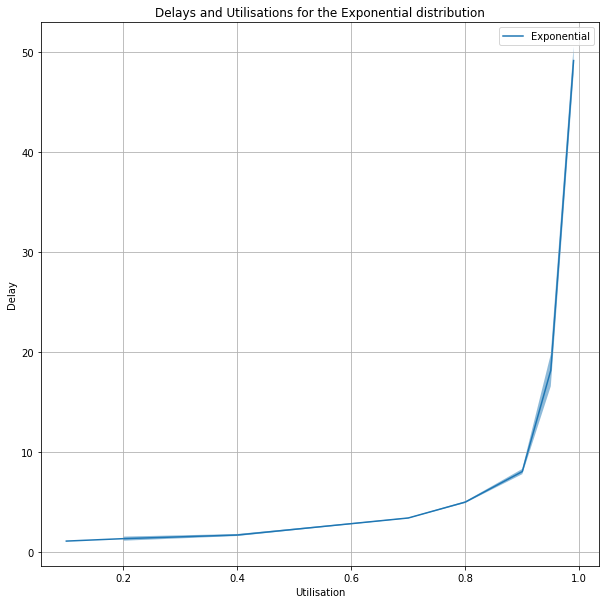 Delays and Utilisations for the Exponential distribution
Exponential
50
40
30
20
10
0
Delay
0.2 0.4 0.6 0.8 1.0
Utilisation